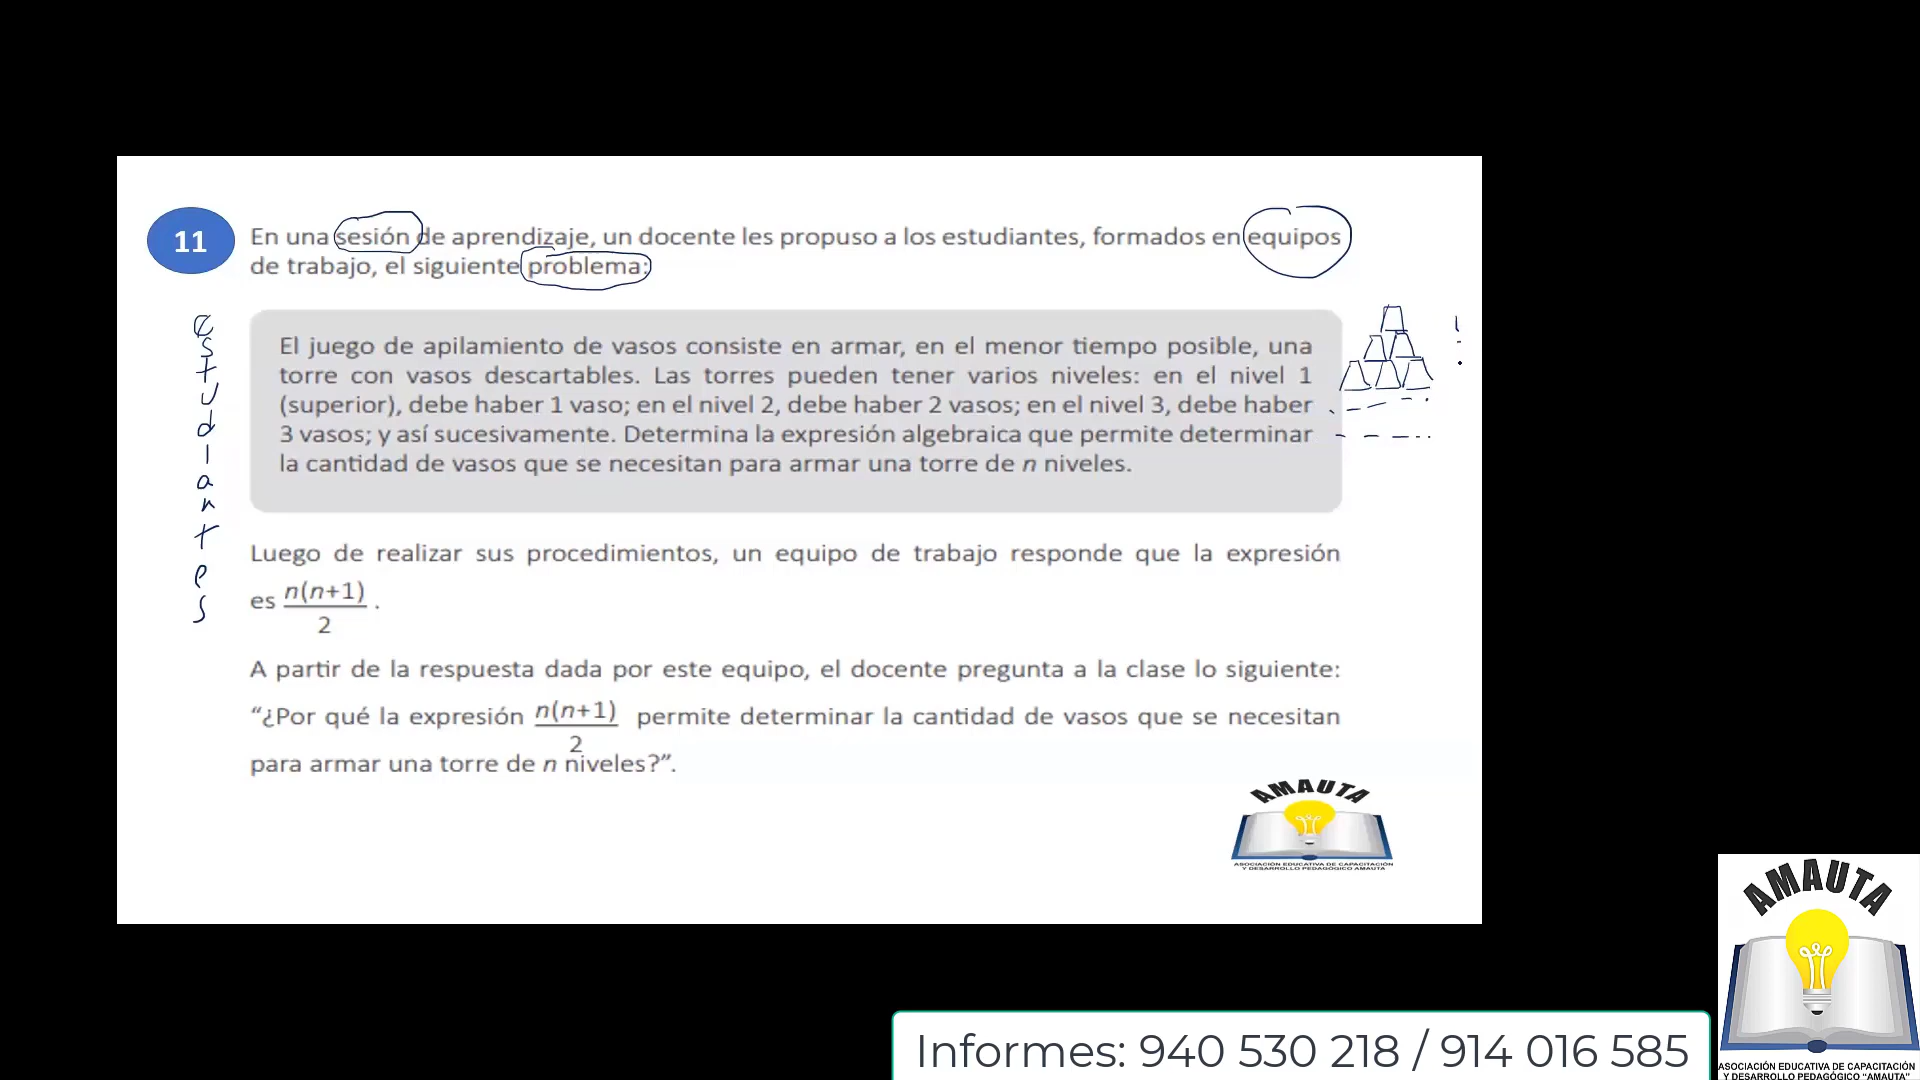 11
En una sesión de aprendizaje, un docente les propuso a los estudiantes, formados en equipos
de trabajo, el siguiente problema:
Estudiantes
El juego de apilamiento de vasos consiste en armar, en el menor tiempo posible, una
torre con vasos descartables. Las torres pueden tener varios niveles: en el nivel 1
(superior), debe haber 1 vaso; en el nivel 2, debe haber 2 vasos; en el nivel 3, debe haber
3 vasos; y así sucesivamente. Determina la expresión algebraica que permite determinar
la cantidad de vasos que se necesitan para armar una torre de n niveles.
Luego de realizar sus procedimientos, un equipo de trabajo responde que la expresión
es n(n+1)/2 .
A partir de la respuesta dada por este equipo, el docente pregunta a la clase lo siguiente:
“¿Por qué la expresión n(n+1)/2 permite determinar la cantidad de vasos que se necesitan
para armar una torre de n niveles?”.
AMAUTA
ASOCIACIÓN EDUCATIVA DE CAPACITACIÓN
Y DESARROLLO PEDAGÓGICO AMAUTA
AMAUTA
ASOCIACIÓN EDUCATIVA DE CAPACITACIÓN
Y DESARROLLO PEDAGÓGICO "AMAUTA"
Informes: 940 530 218 / 914 016 585